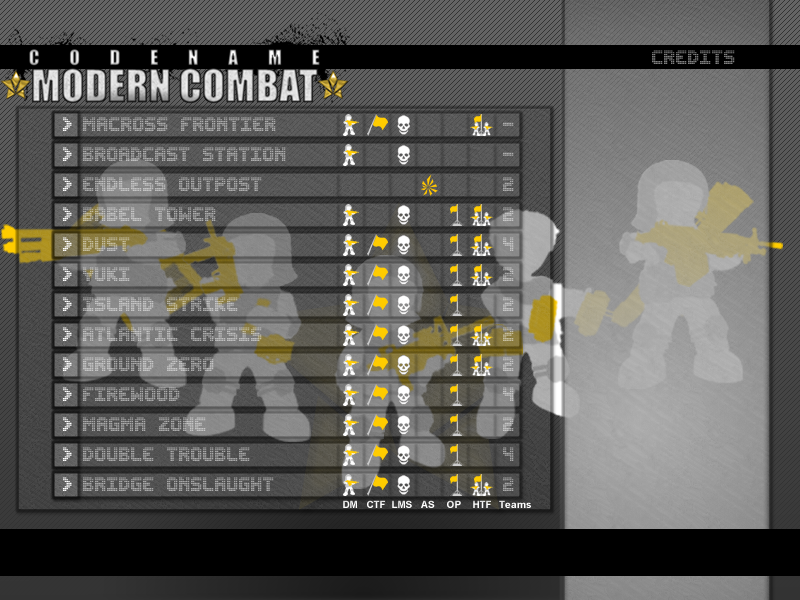 CODENAME
MODERN COMBAT
CREDITS
MACROSS FRONTIER -
BROADCAST STATION -
ENDLESS OUTPOST 2
BABEL TOWER 2
DUST 4
YUKI 2
ISLAND STRIKE 2
ATLANTIC CRISIS 2
GROUND ZERO 2
FIREWOOD 4
MAGMA ZONE 2
DOUBLE TROUBLE 4
BRIDGE ONSLAUGHT 2
DM CTF LMS AS OP HTF Teams